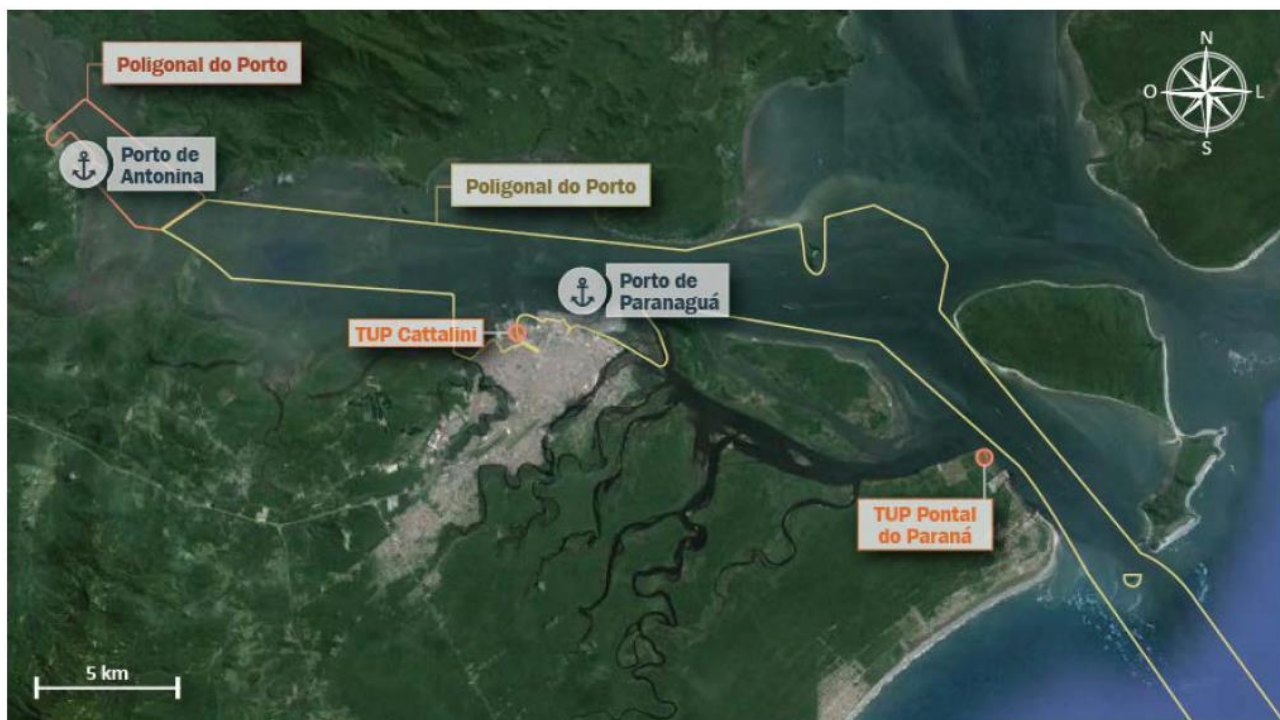 Poligonal do Porto
N
O
L
S
Porto de
Antonina
Poligonal do Porto
Porto de
Paranaguá
TUP Cattalini
TUP Pontal
do Paraná
5 km